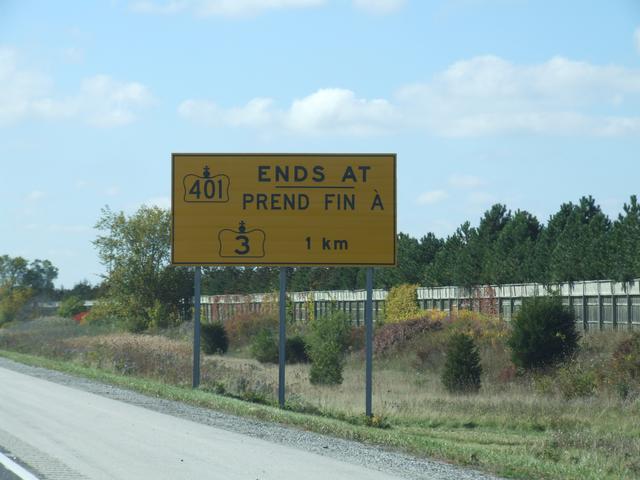 401 ENDS AT
PREND FIN À
3 1 km